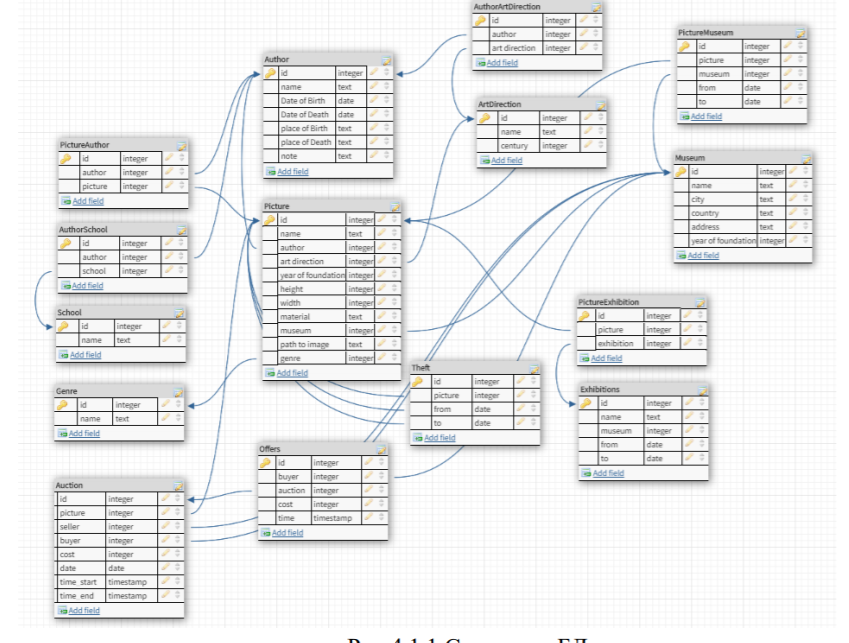 AuthorArtDirection
id integer
author integer
art direction integer
Add field
PictureMuseum
id integer
picture integer
museum integer
from date
to date
Add field
Author
id integer
name text
Date of Birth date
Date of Death date
place of Birth text
place of Death text
note text
Add field
ArtDirection
id integer
name text
century integer
Add field
PictureAuthor
id integer
author integer
picture integer
Add field
Museum
id integer
name text
city text
country text
address text
year of foundation integer
Add field
Picture
id integer
name text
author integer
art direction integer
year of foundation integer
height integer
width integer
material text
museum integer
path to image text
genre integer
Add field
AuthorSchool
id integer
author integer
school integer
Add field
School
id integer
name text
Add field
PictureExhibition
id integer
picture integer
exhibition integer
Add field
Theft
id integer
picture integer
from date
to date
Add field
Genre
id integer
name text
Add field
Exhibitions
id integer
name text
museum integer
from date
to date
Add field
Offers
id integer
buyer integer
auction integer
cost integer
time timestamp
Add field
Auction
id integer
picture integer
seller integer
buyer integer
cost integer
date date
time_start timestamp
time_end timestamp
Add field